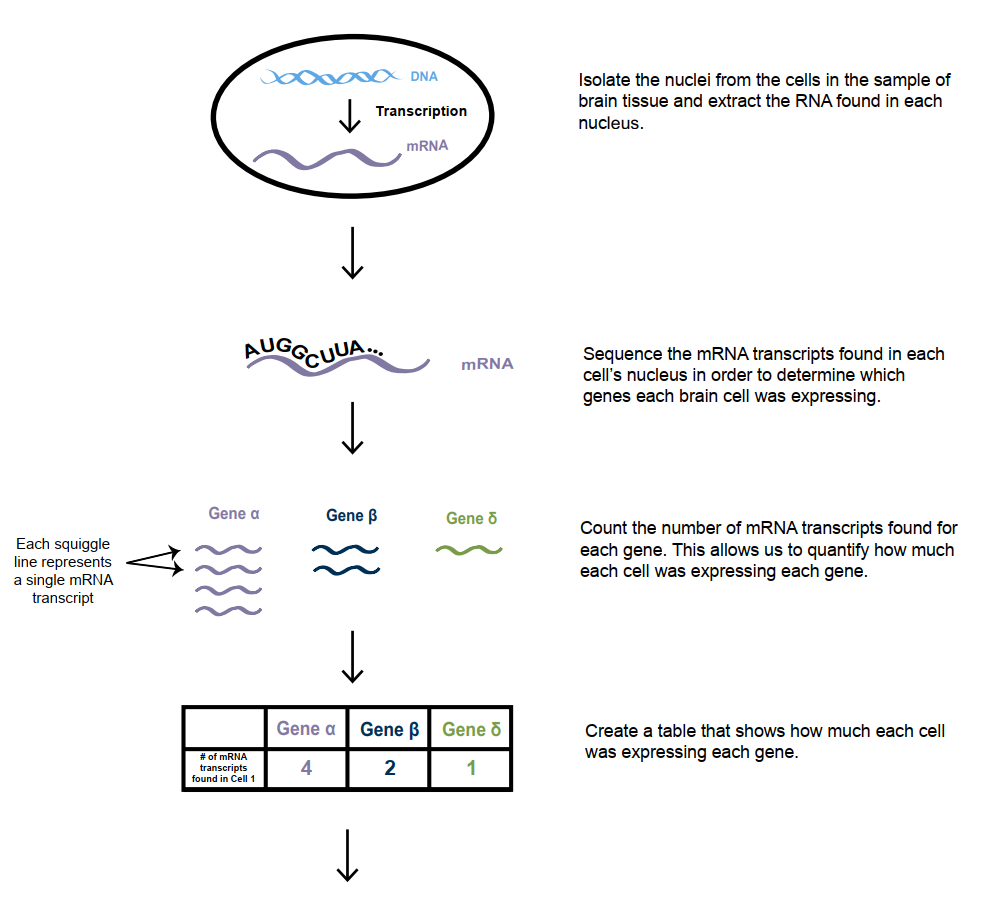 DNA
Transcription
mRNA
Isolate the nuclei from the cells in the sample of
brain tissue and extract the RNA found in each
nucleus.
AUGGCUUA...
mRNA
Sequence the mRNA transcripts found in each
cell's nucleus in order to determine which
genes each brain cell was expressing.
Gene α
Gene β
Gene δ
Each squiggle
line represents
a single mRNA
transcript
Count the number of mRNA transcripts found for
each gene. This allows us to quantify how much
each cell was expressing each gene.
Gene α Gene β Gene δ
# of mRNA
transcripts
found in Cell 1
4 2 1
Create a table that shows how much each cell
was expressing each gene.